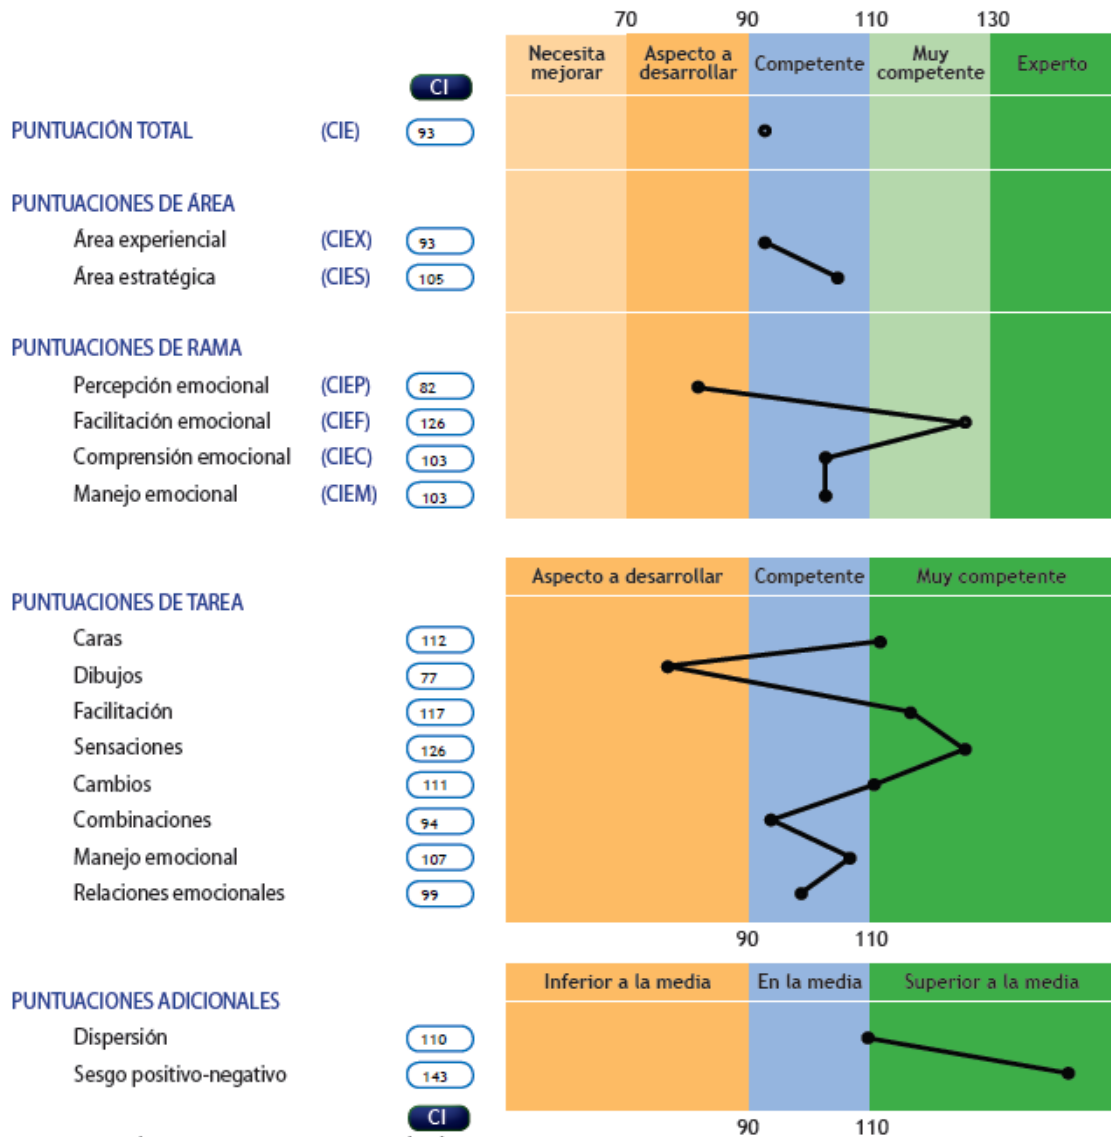 70 90 110 130
Necesita mejorar Aspecto a desarrollar Competente Muy competente Experto
CI
PUNTUACIÓN TOTAL (CIE) 93
PUNTUACIONES DE ÁREA
Área experiencial (CIEX) 93
Área estratégica (CIES) 105
PUNTUACIONES DE RAMA
Percepción emocional (CIEP) 82
Facilitación emocional (CIEF) 126
Comprensión emocional (CIEC) 103
Manejo emocional (CIEM) 103
Aspecto a desarrollar Competente Muy competente
PUNTUACIONES DE TAREA
Caras 112
Dibujos 77
Facilitación 117
Sensaciones 126
Cambios 111
Combinaciones 94
Manejo emocional 107
Relaciones emocionales 99
90 110
Inferior a la media En la media Superior a la media
PUNTUACIONES ADICIONALES
Dispersión 110
Sesgo positivo-negativo 143
CI
90 110